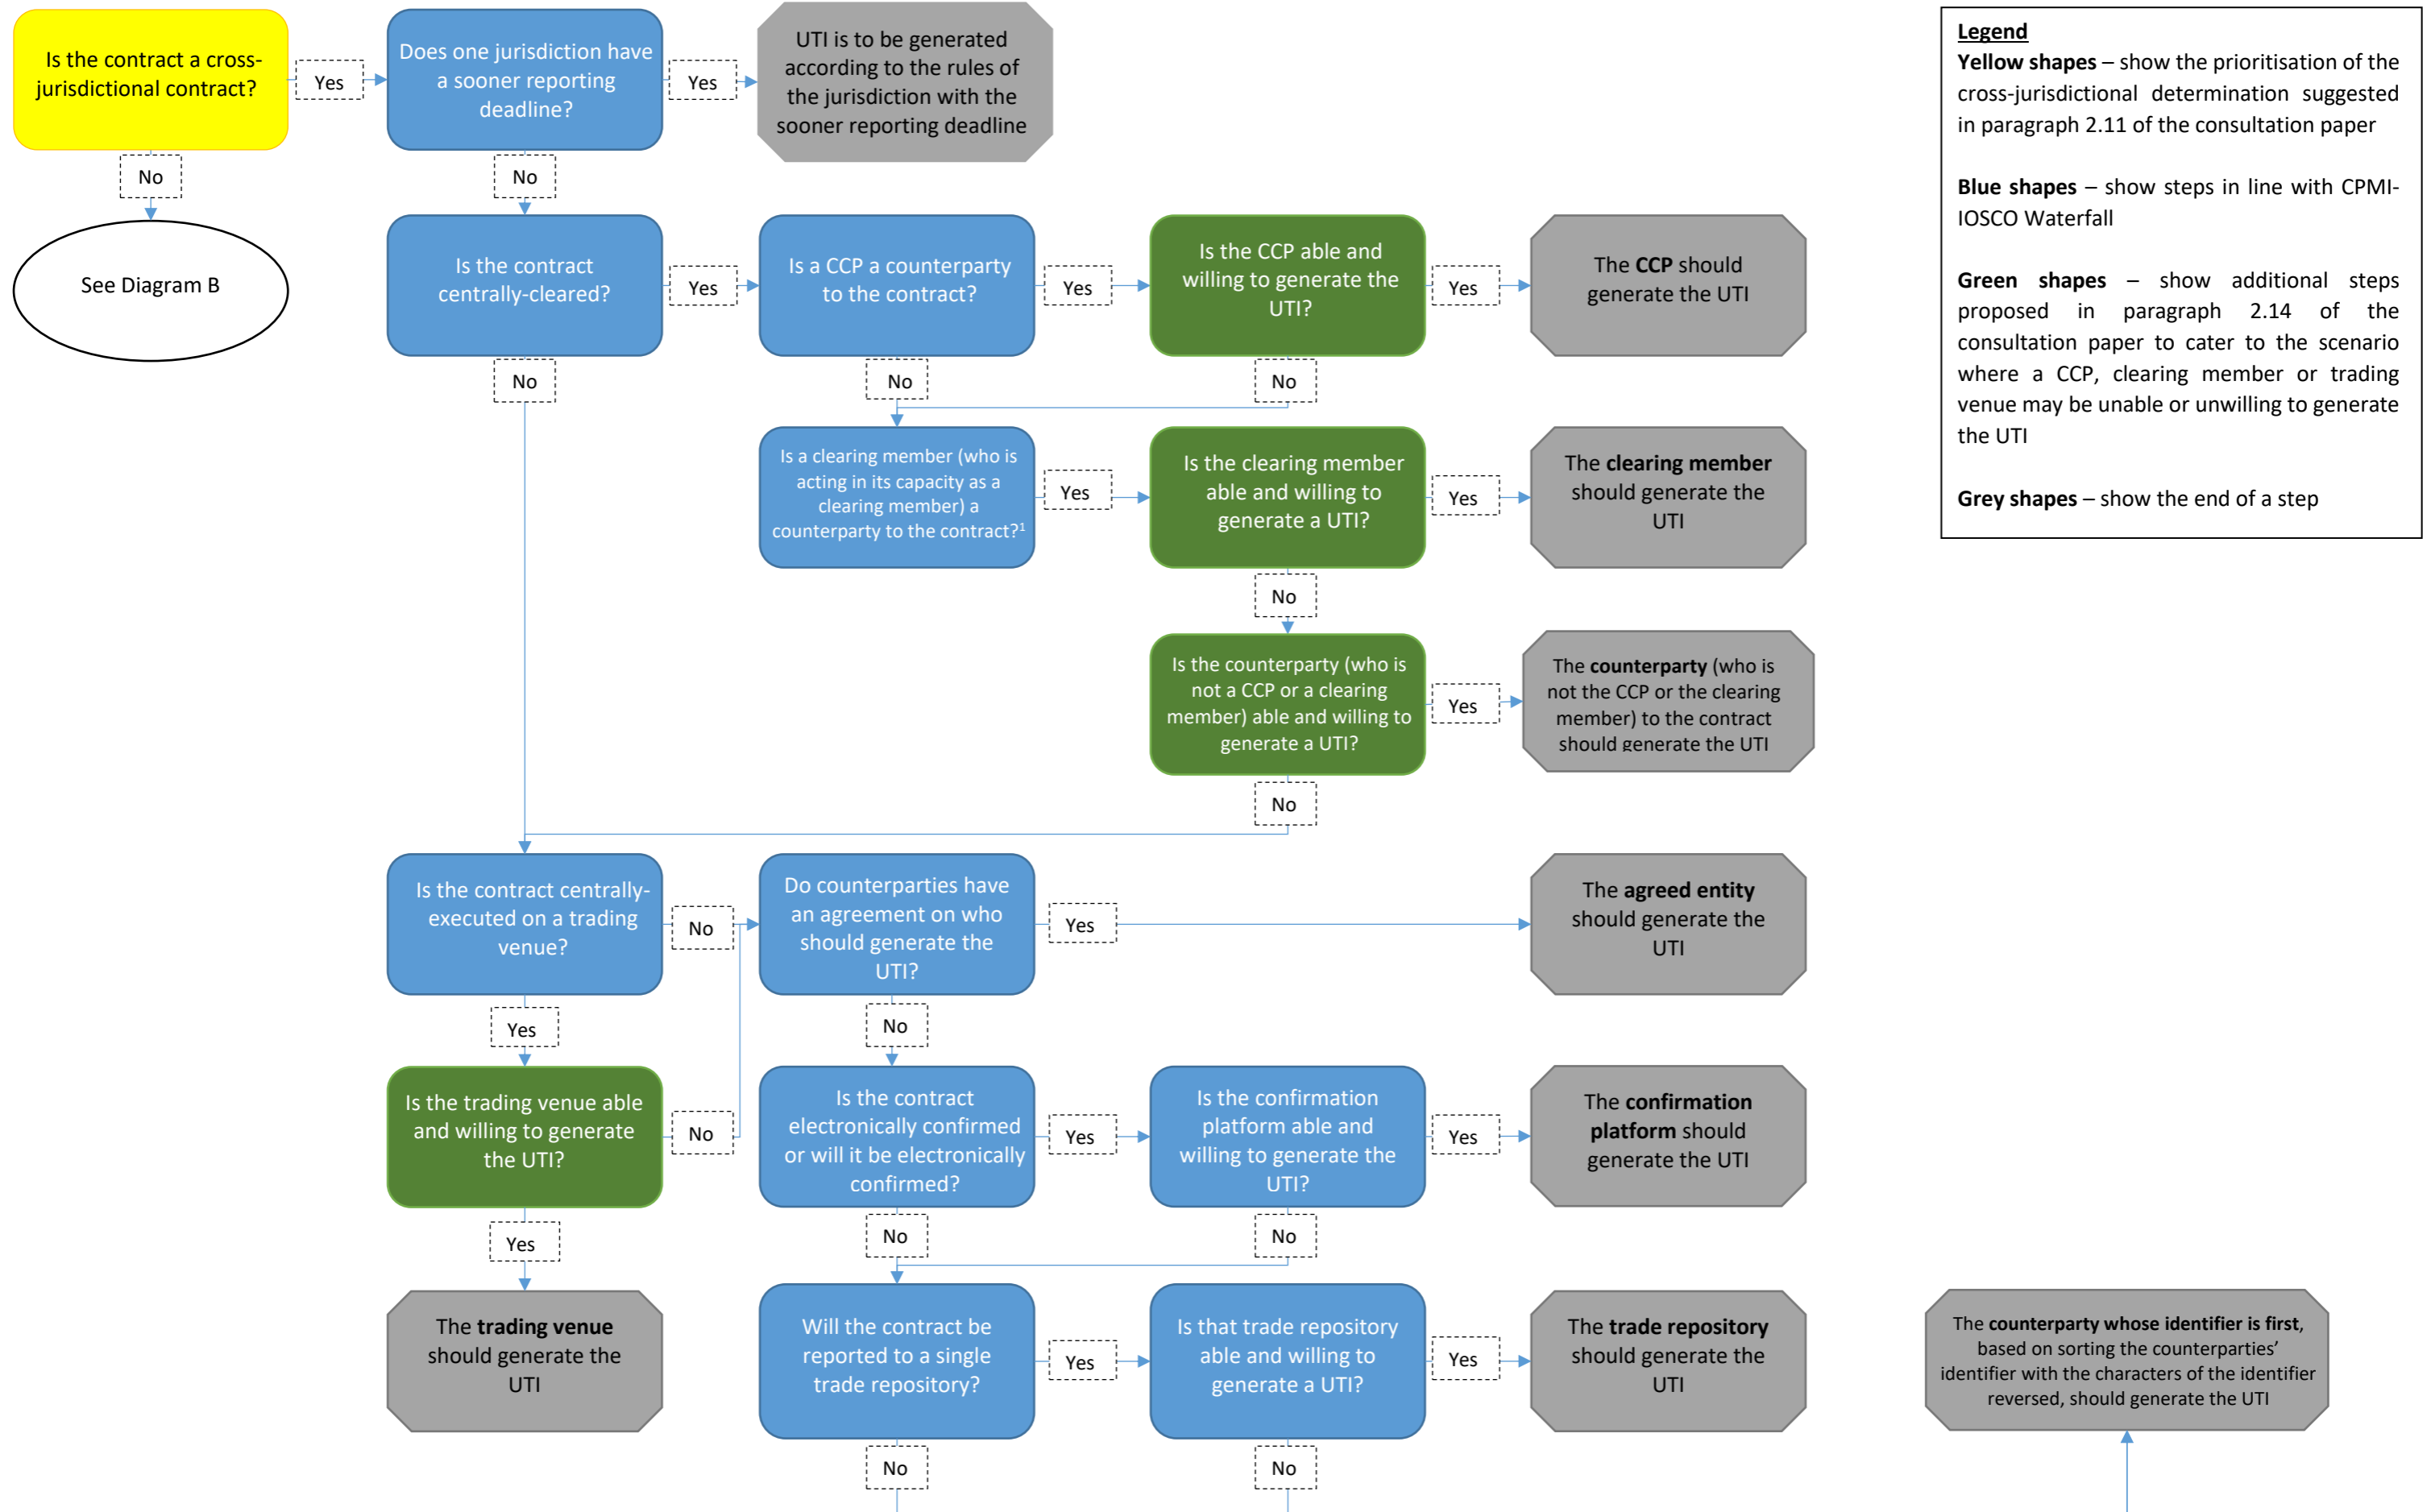 Is the contract a cross-
jurisdictional contract?
Yes
Does one jurisdiction have
a sooner reporting
deadline?
Yes
UTI is to be generated
according to the rules of
the jurisdiction with the
sooner reporting deadline
No
No
See Diagram B
Is the contract
centrally-cleared?
Yes
Is a CCP a counterparty
to the contract?
Yes
Is the CCP able and
willing to generate the
UTI?
Yes
The CCP should
generate the UTI
No
No
No
Is a clearing member (who is
acting in its capacity as a
clearing member) a
counterparty to the contract?1
Yes
Is the clearing member
able and willing to
generate a UTI?
Yes
The clearing member
should generate the
UTI
No
Is the counterparty (who is
not a CCP or a clearing
member) able and willing to
generate a UTI?
Yes
The counterparty (who is
not the CCP or the clearing
member) to the contract
should generate the UTI
No
Is the contract centrally-
executed on a trading
venue?
No
Do counterparties have
an agreement on who
should generate the
UTI?
Yes
The agreed entity
should generate the
UTI
Yes
No
Is the trading venue able
and willing to generate
the UTI?
No
Is the contract
electronically confirmed
or will it be electronically
confirmed?
Yes
Is the confirmation
platform able and
willing to generate the
UTI?
Yes
The confirmation
platform should
generate the UTI
Yes
No
No
The trading venue
should generate the
UTI
Will the contract be
reported to a single
trade repository?
Yes
Is that trade repository
able and willing to
generate a UTI?
Yes
The trade repository
should generate the
UTI
The counterparty whose identifier is first,
based on sorting the counterparties'
identifier with the characters of the identifier
reversed, should generate the UTI
No
No
Legend
Yellow shapes – show the prioritisation of the
cross-jurisdictional determination suggested
in paragraph 2.11 of the consultation paper
Blue shapes – show steps in line with CPMI-
IOSCO Waterfall
Green shapes – show additional steps
proposed in paragraph 2.14 of the
consultation paper to cater to the scenario
where a CCP, clearing member or trading
venue may be unable or unwilling to generate
the UTI
Grey shapes – show the end of a step